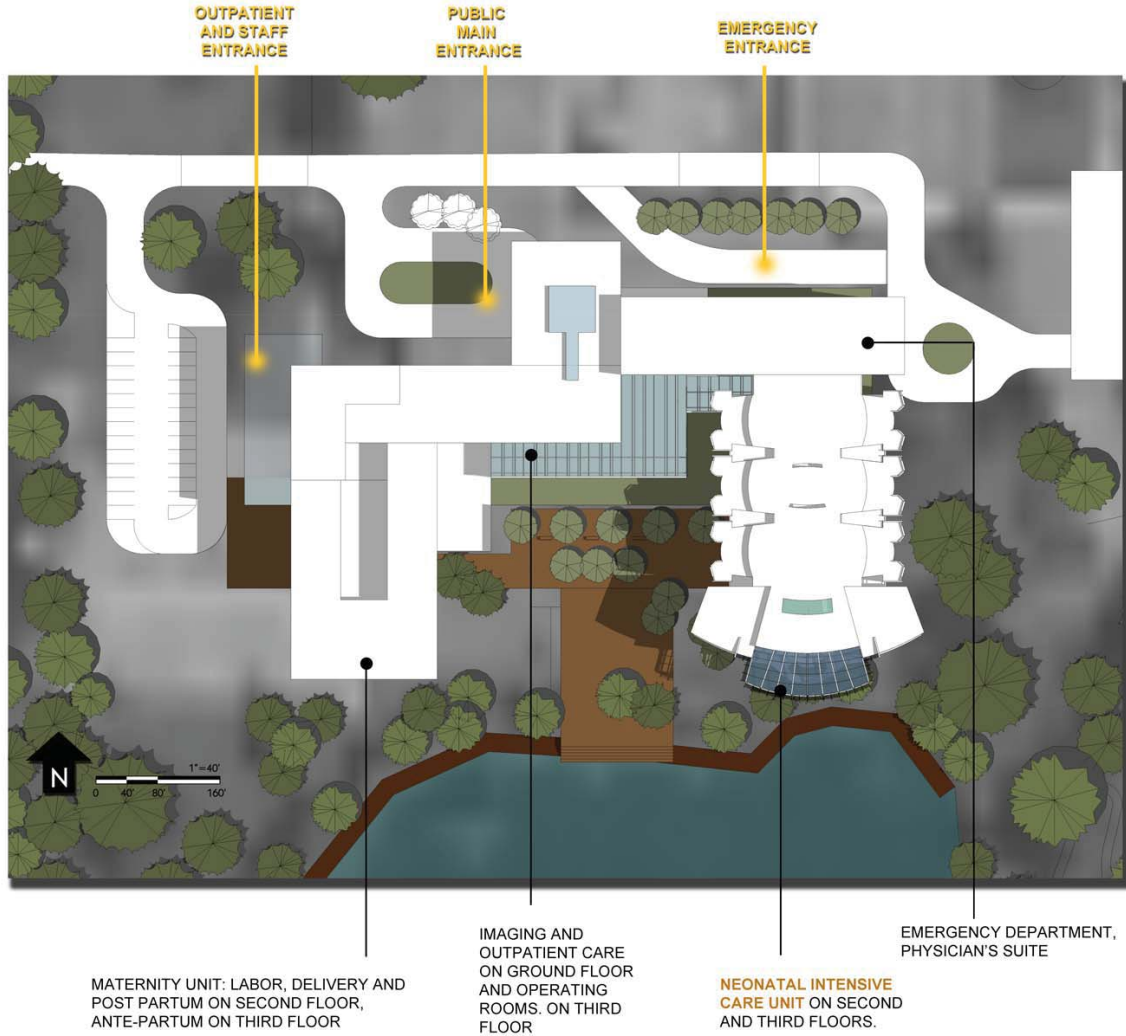 OUTPATIENT
AND STAFF
ENTRANCE
PUBLIC
MAIN
ENTRANCE
EMERGENCY
ENTRANCE
N
1"=40'
0 40' 80' 160'
MATERNITY UNIT: LABOR, DELIVERY AND
POST PARTUM ON SECOND FLOOR,
ANTE-PARTUM ON THIRD FLOOR
IMAGING AND
OUTPATIENT CARE
ON GROUND FLOOR
AND OPERATING
ROOMS. ON THIRD
FLOOR
NEONATAL INTENSIVE
CARE UNIT ON SECOND
AND THIRD FLOORS.
EMERGENCY DEPARTMENT,
PHYSICIAN'S SUITE